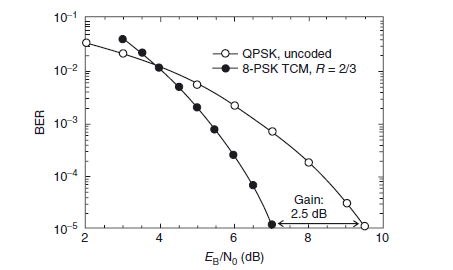 10⁻¹
10⁻²
10⁻³
10⁻⁴
10⁻⁵
BER
QPSK, uncoded
8-PSK TCM, R = 2/3
Gain:
2.5 dB
2 4 6 8 10
E_B/N₀ (dB)